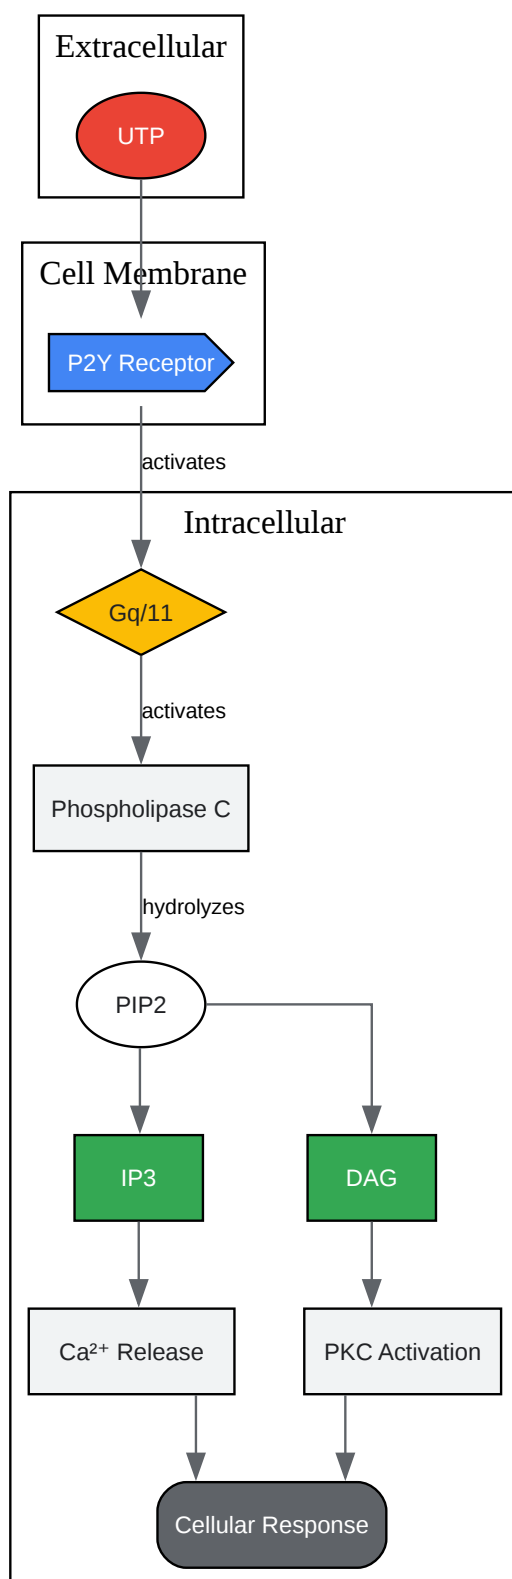 Extracellular
UTP
Cell Membrane
P2Y Receptor
activates
Intracellular
Gq/11
activates
Phospholipase C
hydrolyzes
PIP2
IP3
DAG
Ca²⁺ Release
PKC Activation
Cellular Response